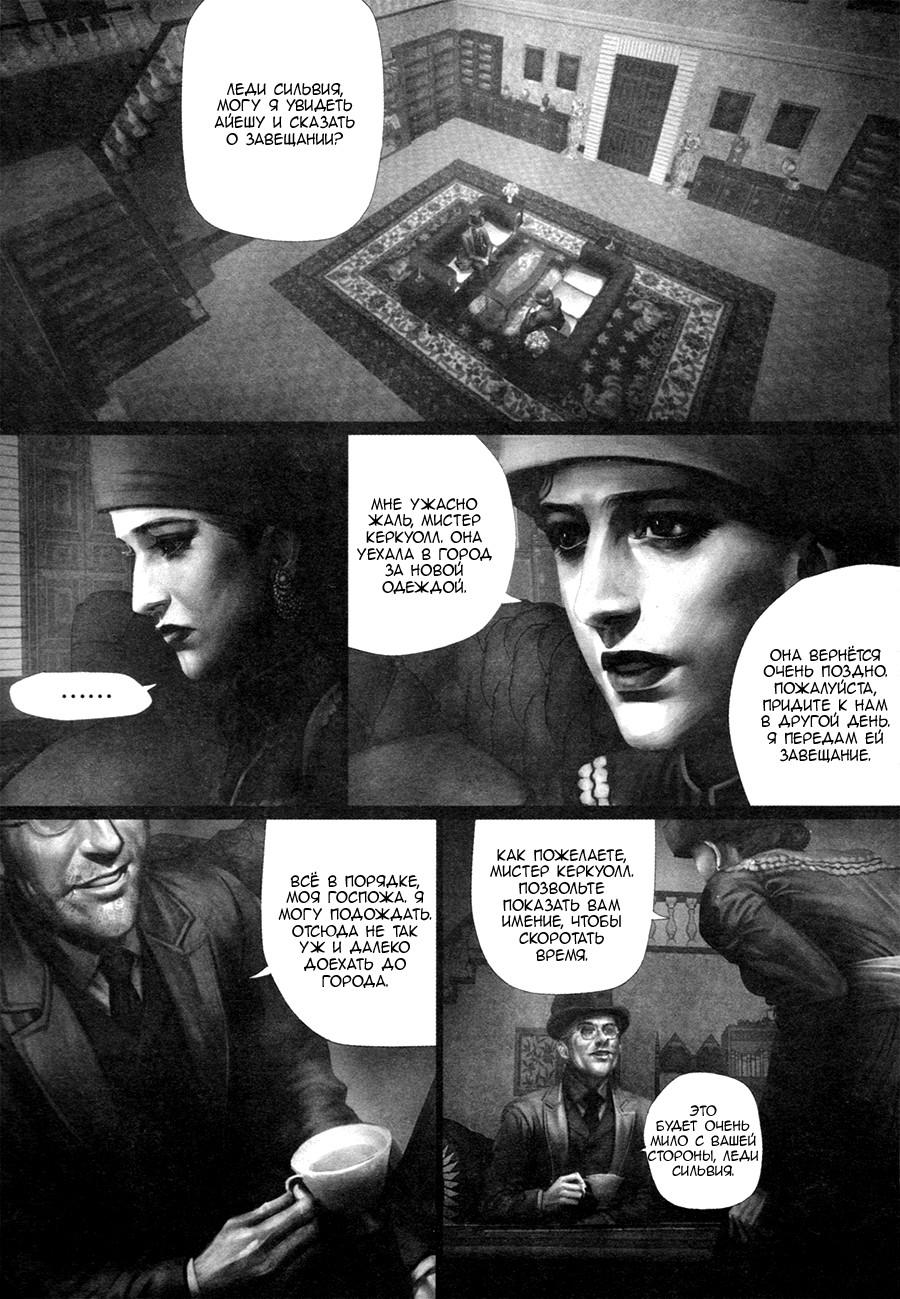 ЛЕДИ СИЛЬВИЯ,
МОГУ Я УВИДЕТЬ
АЙЕШУ И СКАЗАТЬ
О ЗАВЕЩАНИИ?
......
МНЕ УЖАСНО
ЖАЛЬ, МИСТЕР
КЕРКУОЛЛ. ОНА
УЕХАЛА В ГОРОД
ЗА НОВОЙ
ОДЕЖДОЙ.
ОНА ВЕРНЁТСЯ
ОЧЕНЬ ПОЗДНО.
ПОЖАЛУЙСТА,
ПРИДИТЕ К НАМ
В ДРУГОЙ ДЕНЬ.
Я ПЕРЕДАМ ЕЙ
ЗАВЕЩАНИЕ.
ВСЁ В ПОРЯДКЕ,
МОЯ ГОСПОЖА. Я
МОГУ ПОДОЖДАТЬ.
ОТСЮДА НЕ ТАК
УЖ И ДАЛЕКО
ДОЕХАТЬ ДО
ГОРОДА.
КАК ПОЖЕЛАЕТЕ,
МИСТЕР КЕРКУОЛЛ.
ПОЗВОЛЬТЕ
ПОКАЗАТЬ ВАМ
ИМЕНИЕ, ЧТОБЫ
СКОРОТАТЬ
ВРЕМЯ.
ЭТО
БУДЕТ ОЧЕНЬ
МИЛО С ВАШЕЙ
СТОРОНЫ, ЛЕДИ
СИЛЬВИЯ.